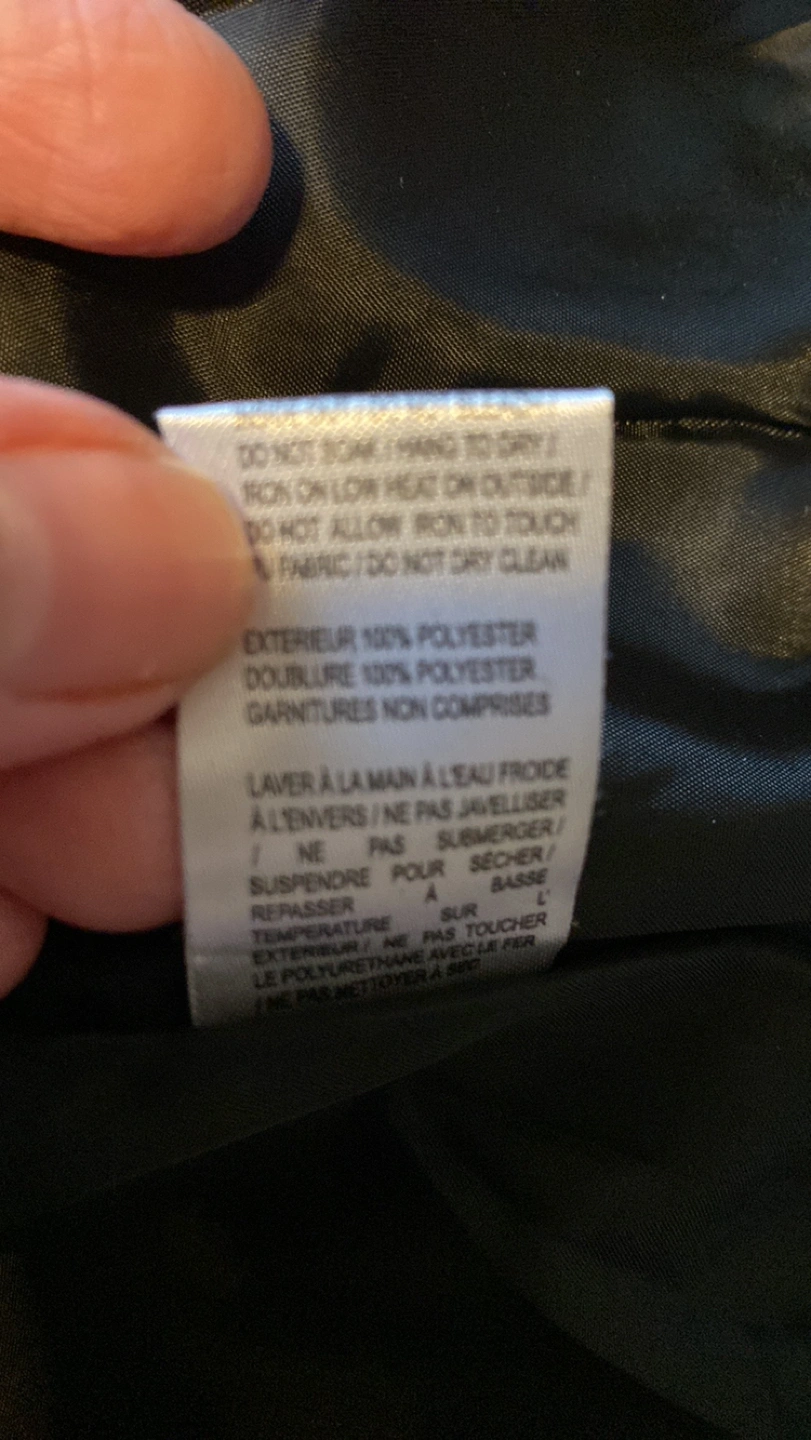 DO NOT SOAK / HANG TO DRY /
IRON ON LOW HEAT ON OUTSIDE /
DO NOT ALLOW IRON TO TOUCH
FABRIC / DO NOT DRY CLEAN
EXTERIEUR 100% POLYESTER
DOUBLURE 100% POLYESTER
GARNITURES NON COMPRISES
LAVER À LA MAIN À L'EAU FROIDE
À L'ENVERS / NE PAS JAVELLISER
/ NE PAS SUBMERGER /
SUSPENDRE POUR SÉCHER /
REPASSER À BASSE
TEMPERATURE SUR L'
EXTERIEUR / NE PAS TOUCHER
LE POLYURETHANE AVEC LE FER
/ NE PAS NETTOYER À SEC